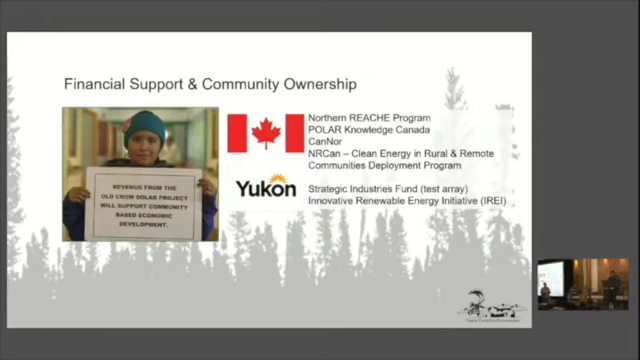 Financial Support & Community Ownership
REVENUE FROM THE
OLD CROW SOLAR PROJECT
WILL SUPPORT COMMUNITY
BASED ECONOMIC
DEVELOPMENT.
Northern REACHE Program
POLAR Knowledge Canada
CanNor
NRCan – Clean Energy in Rural & Remote
Communities Deployment Program
Yukon
Strategic Industries Fund (test array)
Innovative Renewable Energy Initiative (IREI)